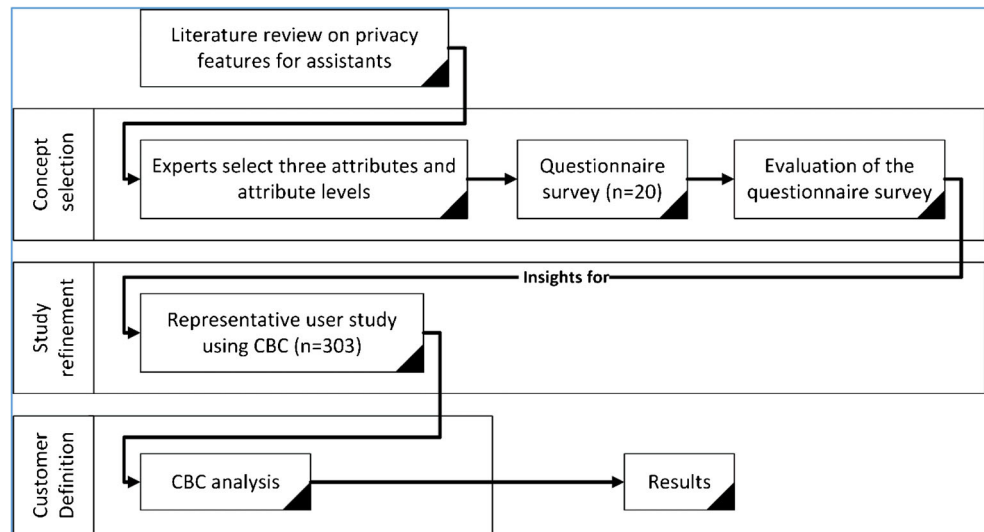 Literature review on privacy
features for assistants
Concept
selection
Experts select three attributes and
attribute levels
Questionnaire
survey (n=20)
Evaluation of the
questionnaire survey
Insights for
Study
refinement
Representative user study
using CBC (n=303)
Customer
Definition
CBC analysis
Results